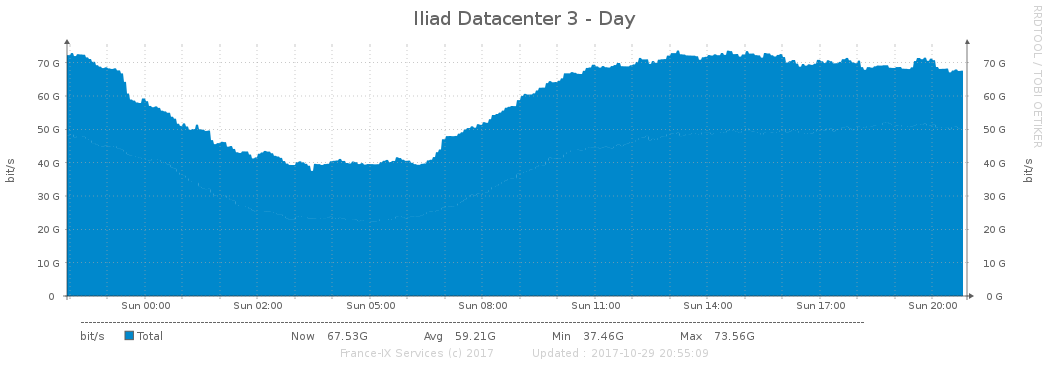 Iliad Datacenter 3 - Day
RRDTOOL / TOBI OETIKER
bit/s
70 G 70 G
60 G 60 G
50 G 50 G
40 G 40 G
30 G 30 G
20 G 20 G
10 G 10 G
0 0 G
bit/s
Sun 00:00 Sun 02:00 Sun 05:00 Sun 08:00 Sun 11:00 Sun 14:00 Sun 17:00 Sun 20:00
bit/s Total Now 67.53G Avg 59.21G Min 37.46G Max 73.56G
France-IX Services (c) 2017 Updated : 2017-10-29 20:55:09